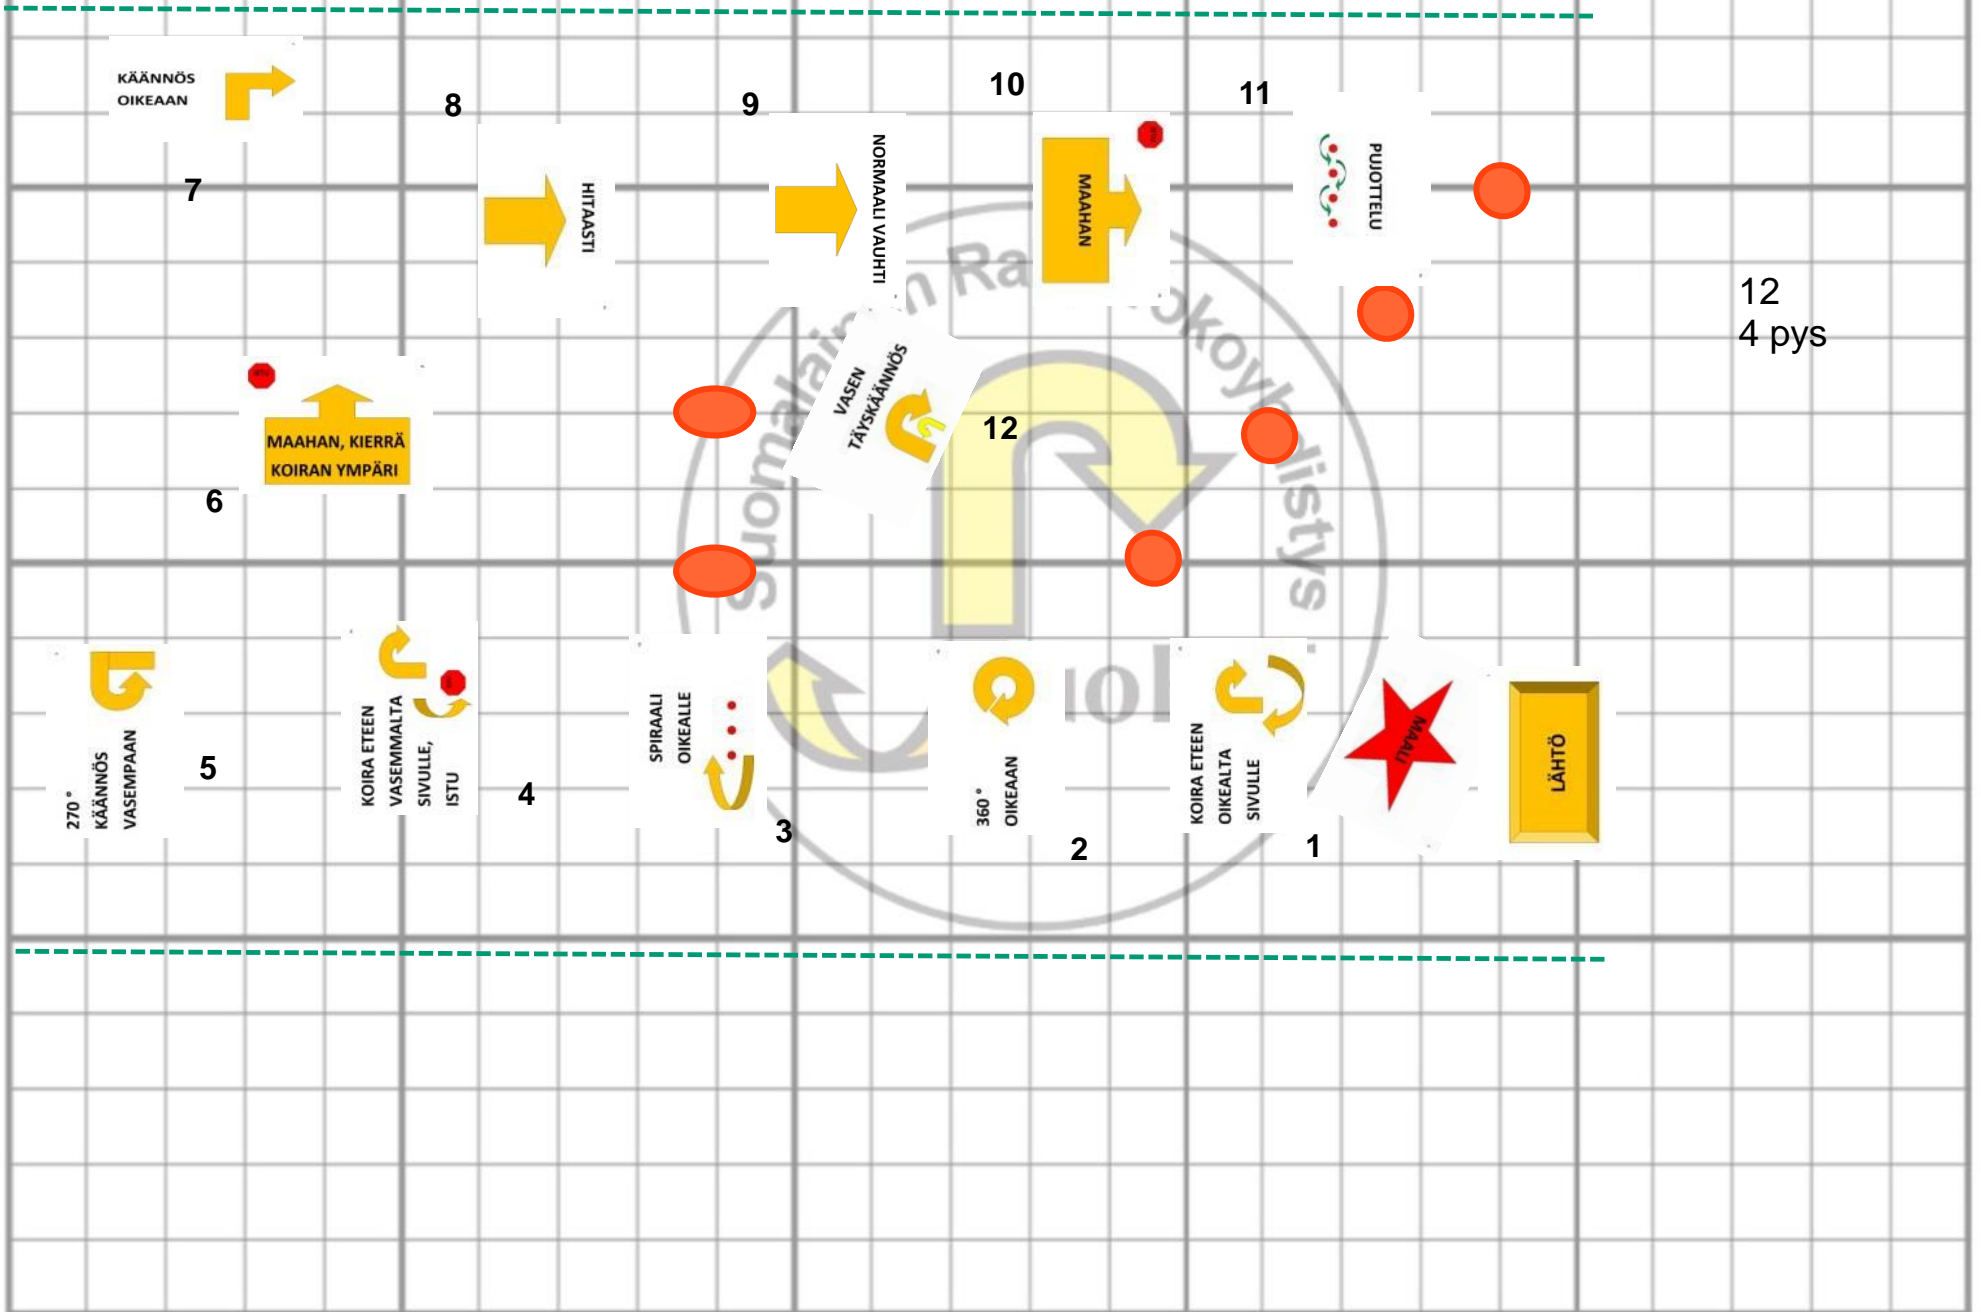 KÄÄNNÖS
OIKEAAN
7
8
HITAASTI
9
NORMAALI VAUHTI
10
MAAHAN
11
PUJOTTELU
12
4 pys
MAAHAN, KIERRÄ
KOIRAN YMPÄRI
6
VASEN
TÄYSKÄÄNNÖS
12
270 °
KÄÄNNÖS
VASEMPAAN
5
KOIRA ETEEN
VASEMMALTA
SIVULLE,
ISTU
4
SPIRAALI
OIKEALLE
3
360 °
OIKEAAN
2
KOIRA ETEEN
OIKEALTA
SIVULLE
1
MAALI
LÄHTÖ